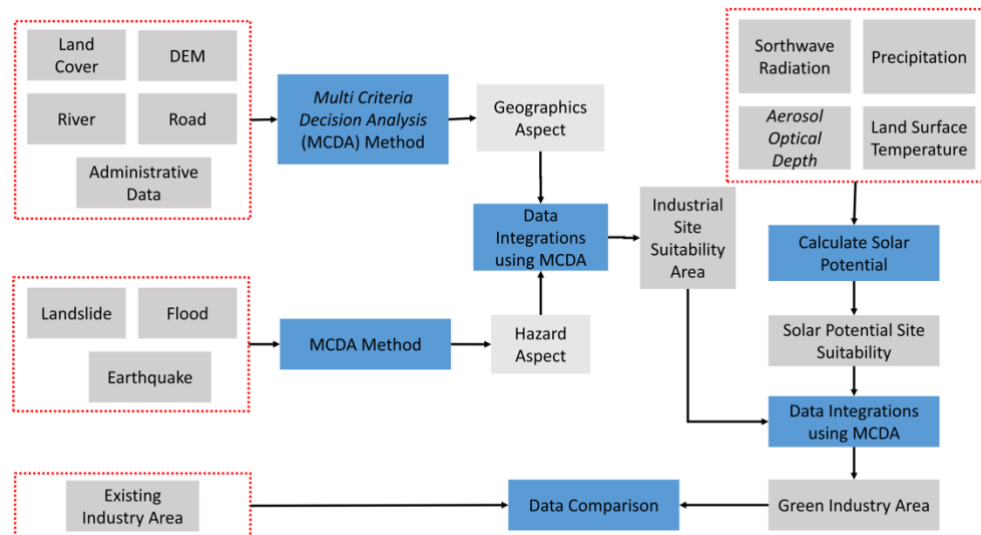 Land
Cover
DEM
River
Road
Administrative
Data
Multi Criteria
Decision Analysis
(MCDA) Method
Geographics
Aspect
Sorthwave
Radiation
Precipitation
Aerosol
Optical
Depth
Land Surface
Temperature
Data
Integrations
using MCDA
Industrial
Site
Suitability
Area
Calculate Solar
Potential
Landslide
Flood
Earthquake
MCDA Method
Hazard
Aspect
Solar Potential Site
Suitability
Data Integrations
using MCDA
Existing
Industry Area
Data Comparison
Green Industry Area